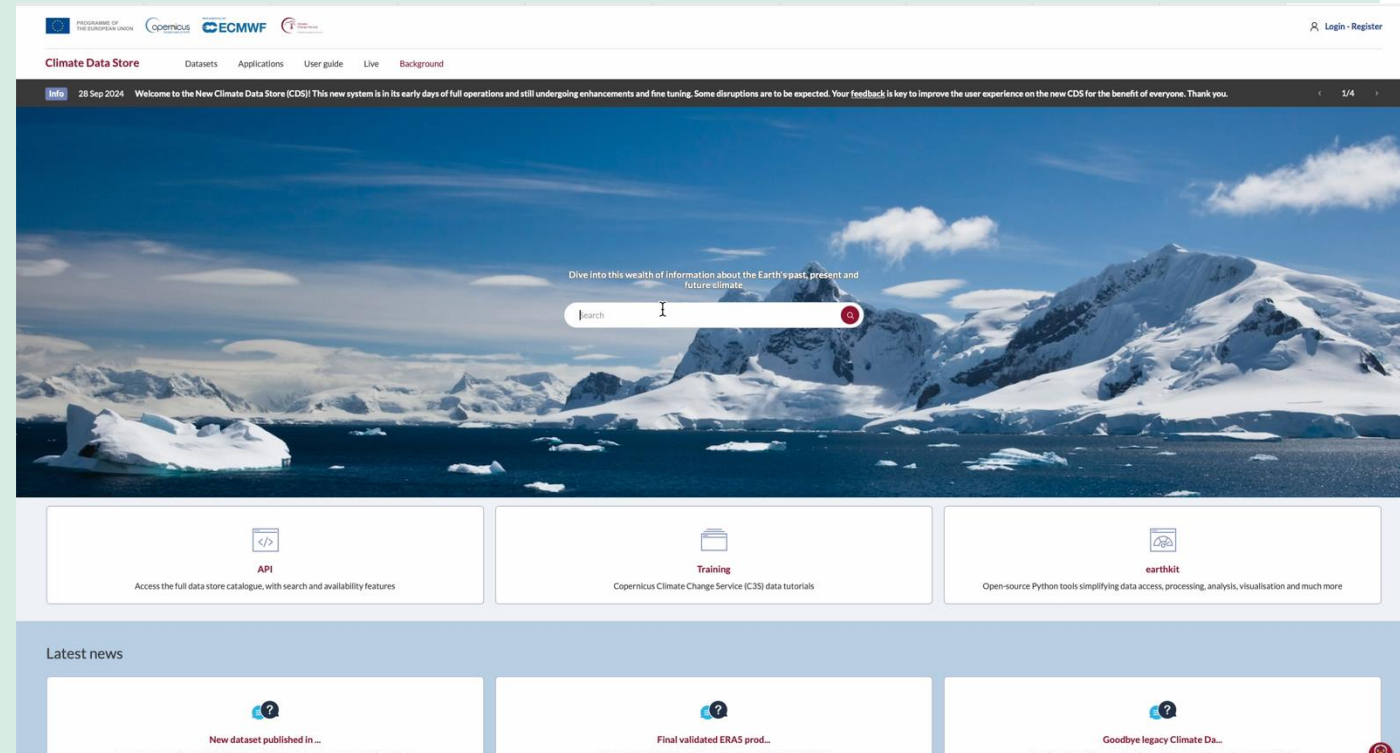 PROGRAMME OF
THE EUROPEAN UNION
opernicus
ECMWF
Login - Register
Climate Data Store
Datasets
Applications
User guide
Live
Background
Info
28 Sep 2024
Welcome to the New Climate Data Store (CDS)! This new system is in its early days of full operations and still undergoing enhancements and fine tuning. Some disruptions are to be expected. Your feedback is key to improve the user experience on the new CDS for the benefit of everyone. Thank you.
1/4
Dive into this wealth of information about the Earth's past, present and
future climate
Search
API
Access the full data store catalogue, with search and availability features
Training
Copernicus Climate Change Service (C3S) data tutorials
earthkit
Open-source Python tools simplifying data access, processing, analysis, visualisation and much more
Latest news
New dataset published in ...
Final validated ERA5 prod...
Goodbye legacy Climate Da...